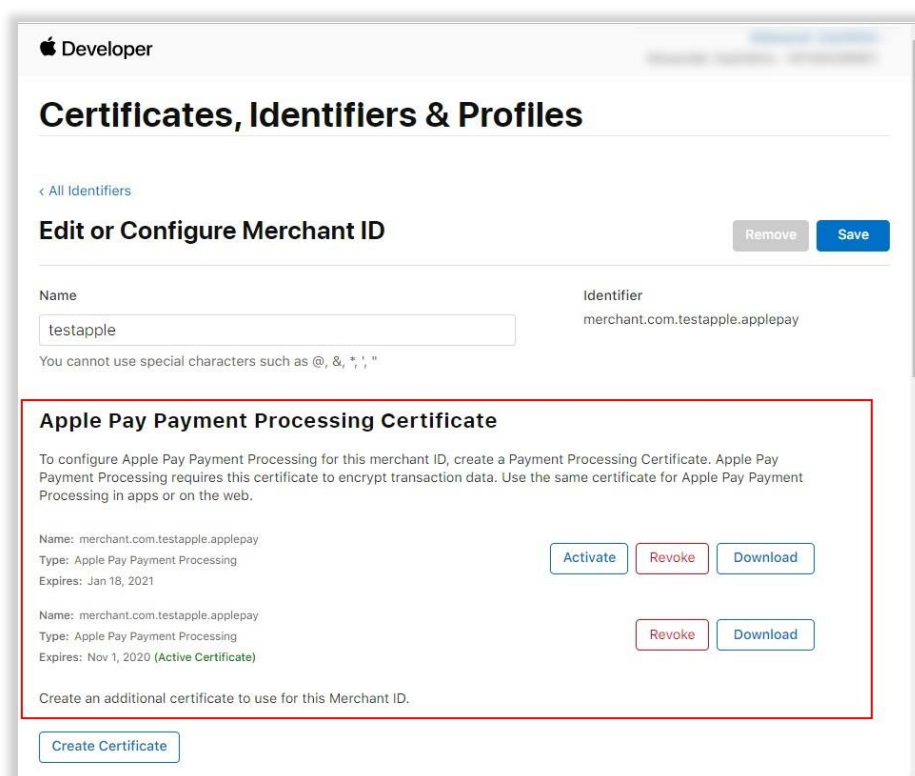 Developer
Certificates, Identifiers & Profiles
‹ All Identifiers
Edit or Configure Merchant ID
Remove
Save
Name
Identifier
testapple
merchant.com.testapple.applepay
You cannot use special characters such as @, &, *, ', "
Apple Pay Payment Processing Certificate
To configure Apple Pay Payment Processing for this merchant ID, create a Payment Processing Certificate. Apple Pay
Payment Processing requires this certificate to encrypt transaction data. Use the same certificate for Apple Pay Payment
Processing in apps or on the web.
Name: merchant.com.testapple.applepay
Type: Apple Pay Payment Processing
Expires: Jan 18, 2021
Activate
Revoke
Download
Name: merchant.com.testapple.applepay
Type: Apple Pay Payment Processing
Expires: Nov 1, 2020 (Active Certificate)
Revoke
Download
Create an additional certificate to use for this Merchant ID.
Create Certificate